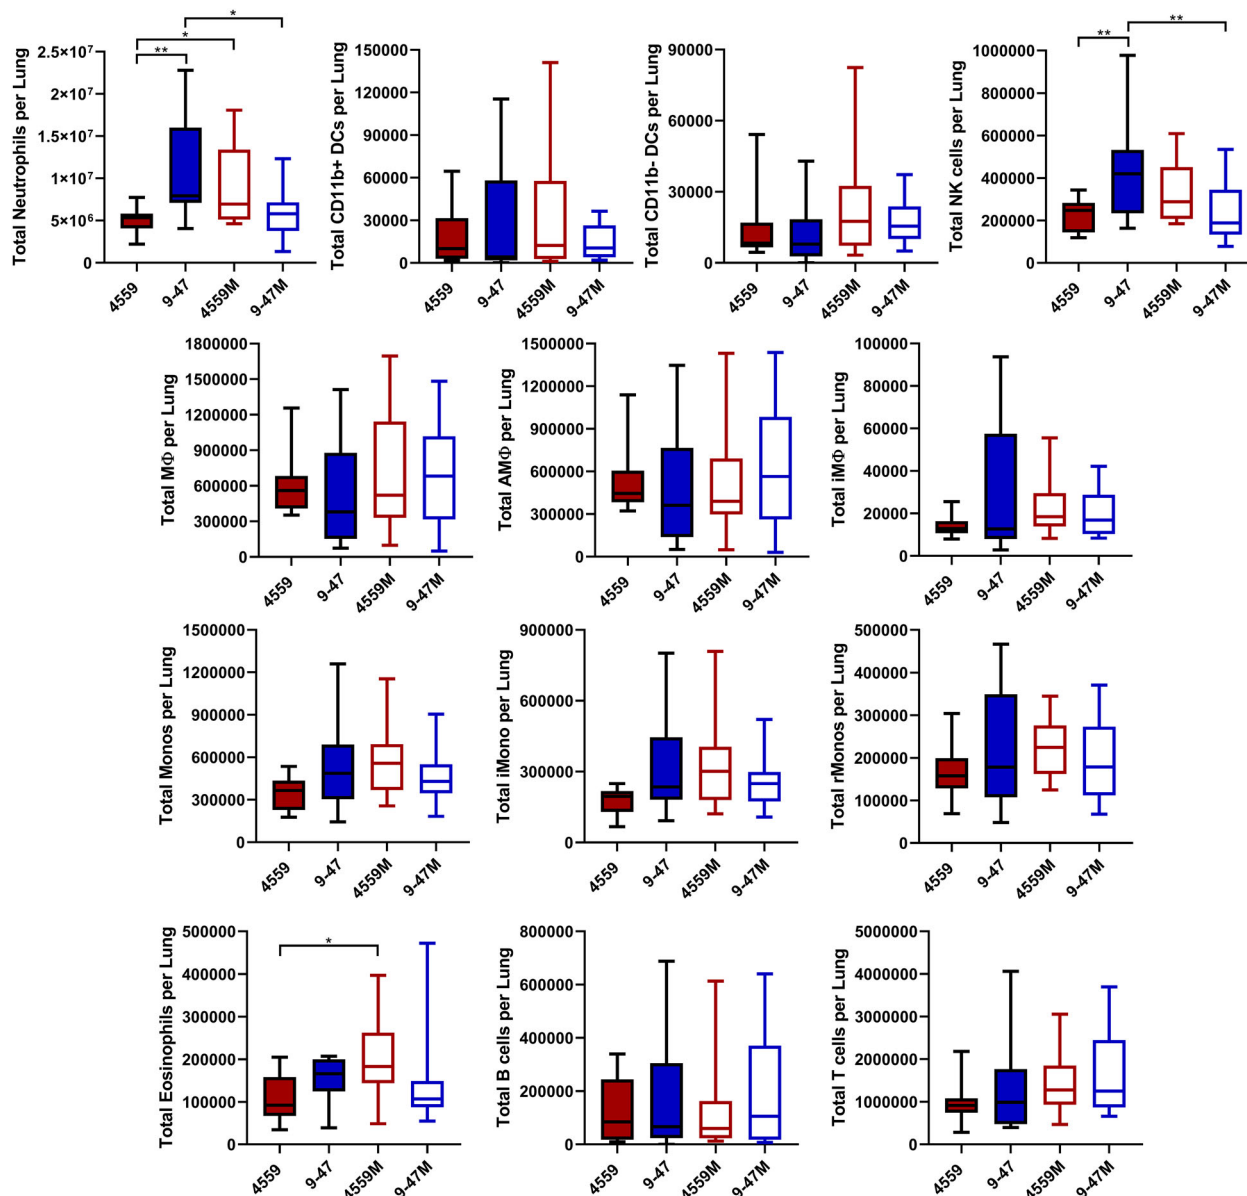 * * * ** 
Total Neutrophils per Lung
2.5×10⁷
2×10⁷
1.5×10⁷
1×10⁷
5×10⁶
0
4559 9-47 4559M 9-47M
Total CD11b+ DCs per Lung
150000
120000
90000
60000
30000
0
4559 9-47 4559M 9-47M
Total CD11b- DCs per Lung
90000
60000
30000
0
4559 9-47 4559M 9-47M
** **
Total NK cells per Lung
1000000
800000
600000
400000
200000
0
4559 9-47 4559M 9-47M
Total MΦ per Lung
1800000
1500000
1200000
900000
600000
300000
0
4559 9-47 4559M 9-47M
Total AMΦ per Lung
1500000
1200000
900000
600000
300000
0
4559 9-47 4559M 9-47M
Total iMΦ per Lung
100000
80000
60000
40000
20000
0
4559 9-47 4559M 9-47M
Total Monos per Lung
1500000
1200000
900000
600000
300000
0
4559 9-47 4559M 9-47M
Total iMono per Lung
900000
600000
300000
0
4559 9-47 4559M 9-47M
Total rMonos per Lung
500000
400000
300000
200000
100000
0
4559 9-47 4559M 9-47M
*
Total Eosinophils per Lung
500000
400000
300000
200000
100000
0
4559 9-47 4559M 9-47M
Total B cells per Lung
800000
600000
400000
200000
0
4559 9-47 4559M 9-47M
Total T cells per Lung
5000000
4000000
3000000
2000000
1000000
0
4559 9-47 4559M 9-47M